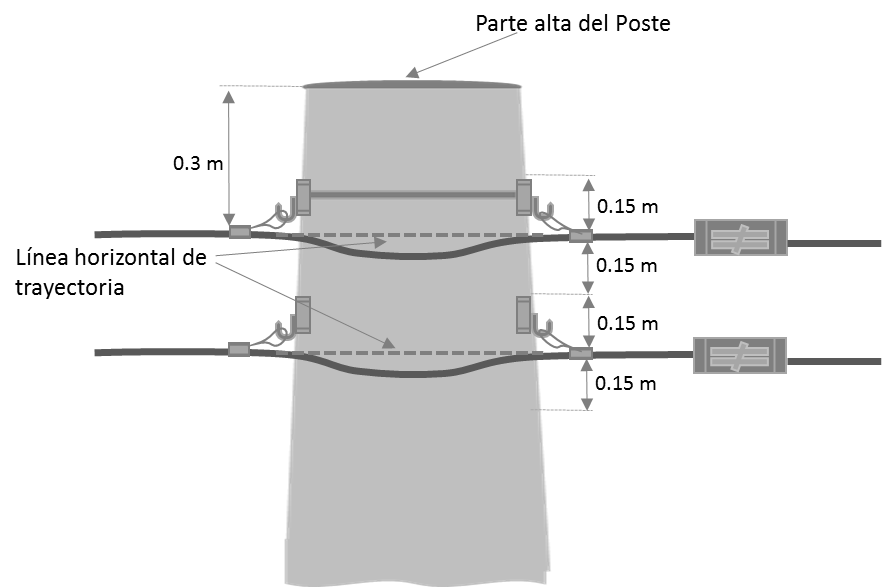 Parte alta del Poste
0.3 m
0.15 m
Línea horizontal de
trayectoria
0.15 m
0.15 m
0.15 m